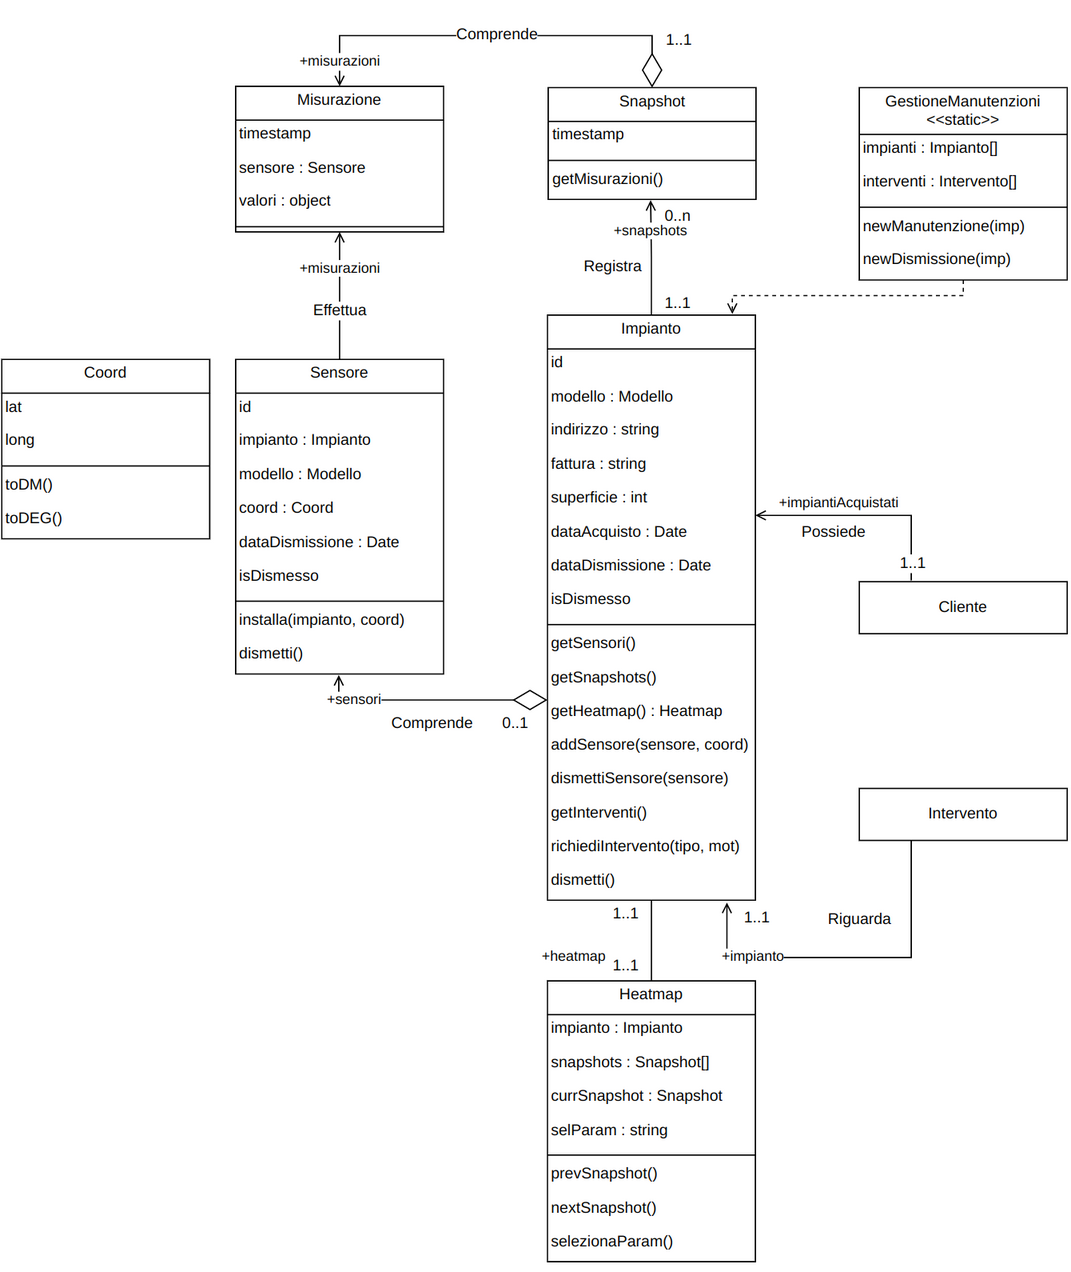 Comprende
1..1
+misurazioni
Misurazione
timestamp
sensore : Sensore
valori : object
Snapshot
timestamp
getMisurazioni()
GestioneManutenzioni
<<static>>
impianti : Impianto[]
interventi : Intervento[]
newManutenzione(imp)
newDismissione(imp)
0..n
+snapshots
Registra
1..1
+misurazioni
Effettua
Coord
lat
long
toDM()
toDEG()
Sensore
id
impianto : Impianto
modello : Modello
coord : Coord
dataDismissione : Date
isDismesso
installa(impianto, coord)
dismetti()
Impianto
id
modello : Modello
indirizzo : string
fattura : string
superficie : int
dataAcquisto : Date
dataDismissione : Date
isDismesso
getSensori()
getSnapshots()
getHeatmap() : Heatmap
addSensore(sensore, coord)
dismettiSensore(sensore)
getInterventi()
richiediIntervento(tipo, mot)
dismetti()
+impiantiAcquistati
Possiede
1..1
Cliente
+sensori
Comprende
0..1
Intervento
1..1
Riguarda
+impianto
1..1
+heatmap
1..1
Heatmap
impianto : Impianto
snapshots : Snapshot[]
currSnapshot : Snapshot
selParam : string
prevSnapshot()
nextSnapshot()
selezionaParam()